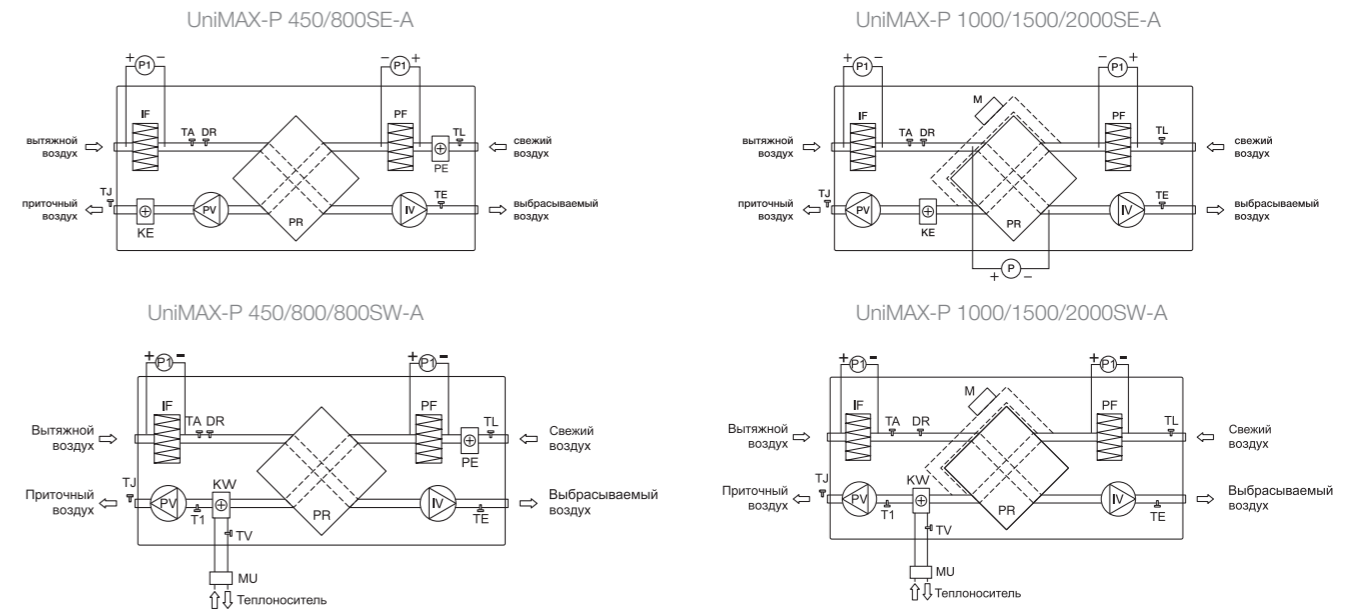 UniMAX-P 450/800SE-A
+ P1 −
− P1 +
IF
PF
TA DR
TL
вытяжной
воздух
свежий
воздух
PE
TJ
TE
приточный
воздух
PV
IV
выбрасываемый
воздух
KE
PR
UniMAX-P 1000/1500/2000SE-A
+ P1 −
− P1 +
M
IF
PF
TA DR
TL
вытяжной
воздух
свежий
воздух
TJ
TE
приточный
воздух
PV
IV
выбрасываемый
воздух
KE
PR
+ P −
UniMAX-P 450/800/800SW-A
+ P1 -
+ P1 -
IF
PF
TA DR
TL
Вытяжной
воздух
Свежий
воздух
PE
TJ
KW
Приточный
воздух
PV
IV
Выбрасываемый
воздух
T1
PR
TE
TV
MU
Теплоноситель
UniMAX-P 1000/1500/2000SW-A
+ P1 -
+ P1 -
M
IF
PF
TA DR
TL
Вытяжной
воздух
Свежий
воздух
TJ
KW
Приточный
воздух
PV
IV
Выбрасываемый
воздух
T1
PR
TE
TV
MU
Теплоноситель